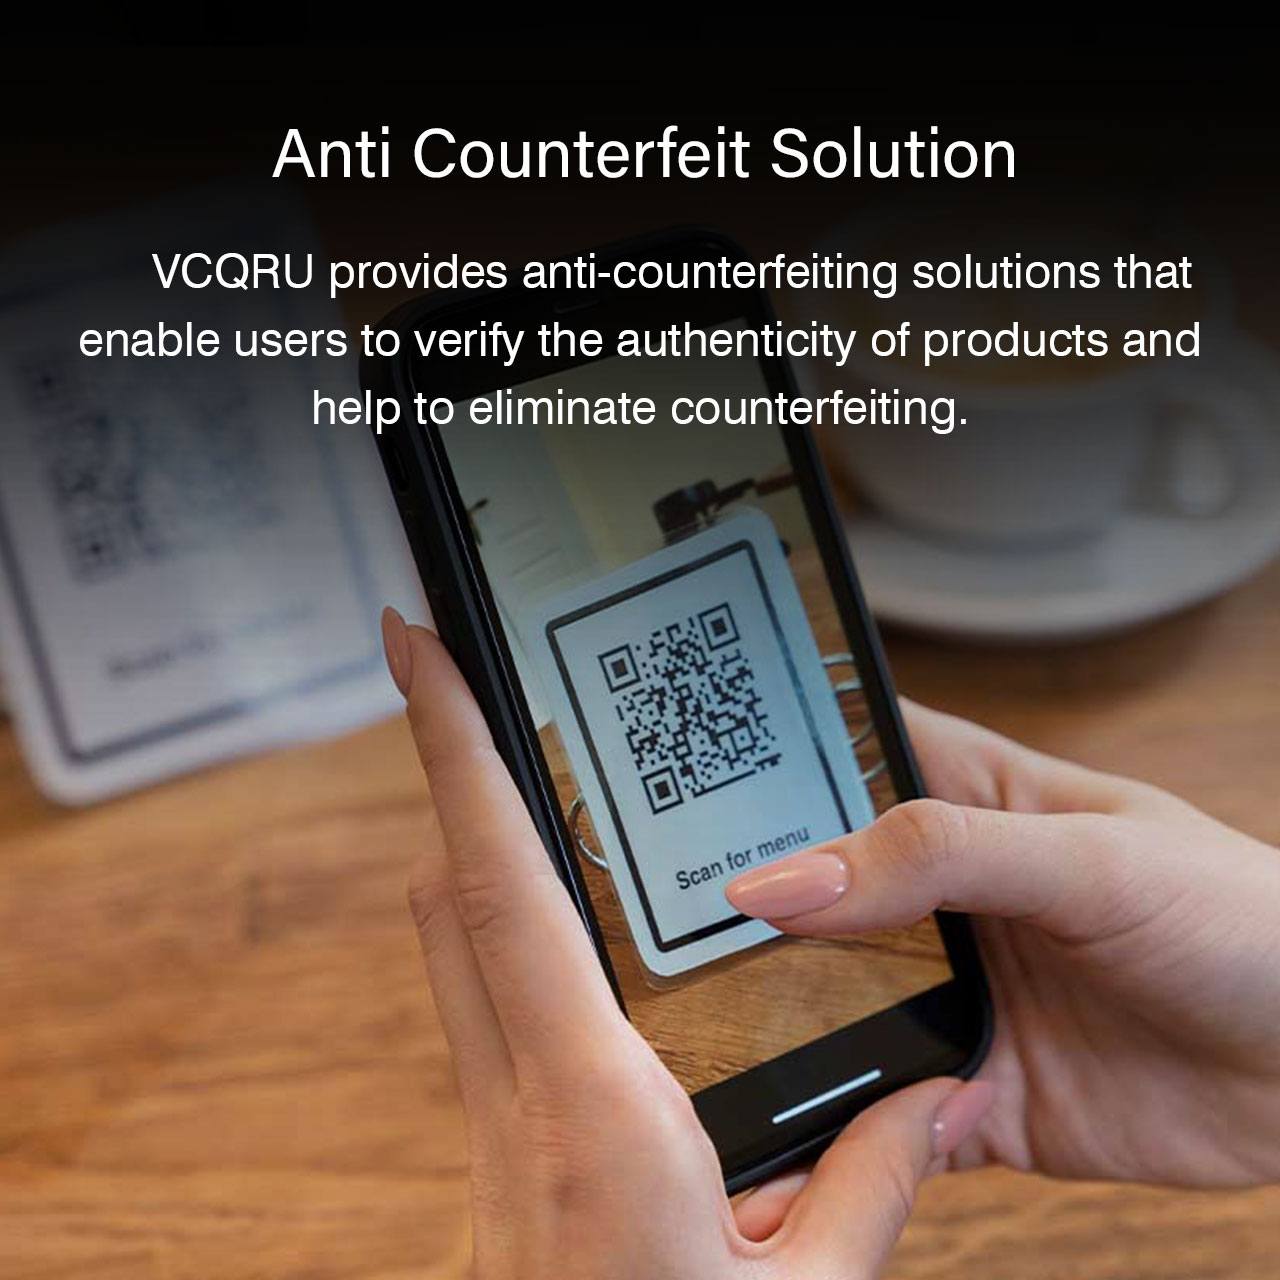 Anti Counterfeit Solution
VCQRU provides anti-counterfeiting solutions that
enable users to verify the authenticity of products and
help to eliminate counterfeiting.
Scan for menu